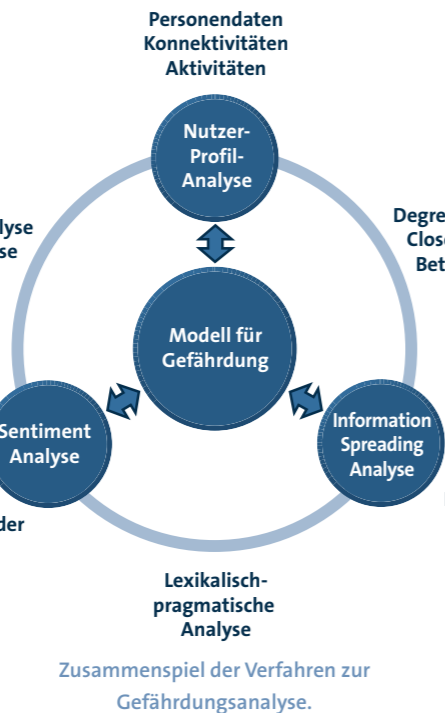 Personendaten
Konnektivitäten
Aktivitäten
Nutzer-
Profil-
Analyse
Modell für
Gefährdung
Sentiment
Analyse
Information
Spreading
Analyse
Lexikalisch-
pragmatische
Analyse
Zusammenspiel der Verfahren zur
Gefährdungsanalyse.